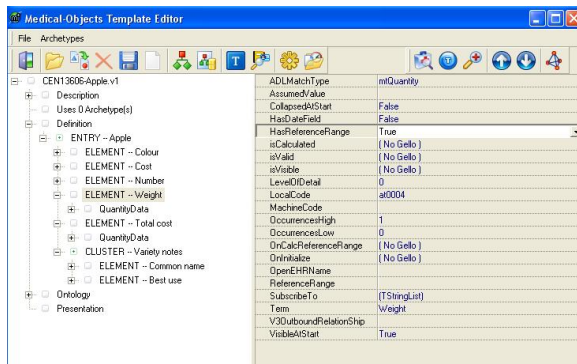 Medical-Objects Template Editor
File Archetypes
CEN13606-Apple.v1
Description
Uses 0 Archetype(s)
Definition
ENTRY -- Apple
ELEMENT -- Colour
ELEMENT -- Cost
ELEMENT -- Number
ELEMENT -- Weight
QuantityData
ELEMENT -- Total cost
QuantityData
CLUSTER -- Variety notes
ELEMENT -- Common name
ELEMENT -- Best use
Ontology
Presentation
ADLMatchType mtQuantity
AssumedValue
CollapsedAtStart False
HasDateField False
HasReferenceRange True
isCalculated ( No Gello )
isValid ( No Gello )
isVisible ( No Gello )
LevelOfDetail 0
LocalCode at0004
MachineCode
OccurrencesHigh 1
OccurrencesLow 0
OnCalcReferenceRange ( No Gello )
OnInitialize ( No Gello )
OpenEHRName
ReferenceRange
SubscribeTo (TStringList)
Term Weight
V3OutboundRelationShip
VisibleAtStart True